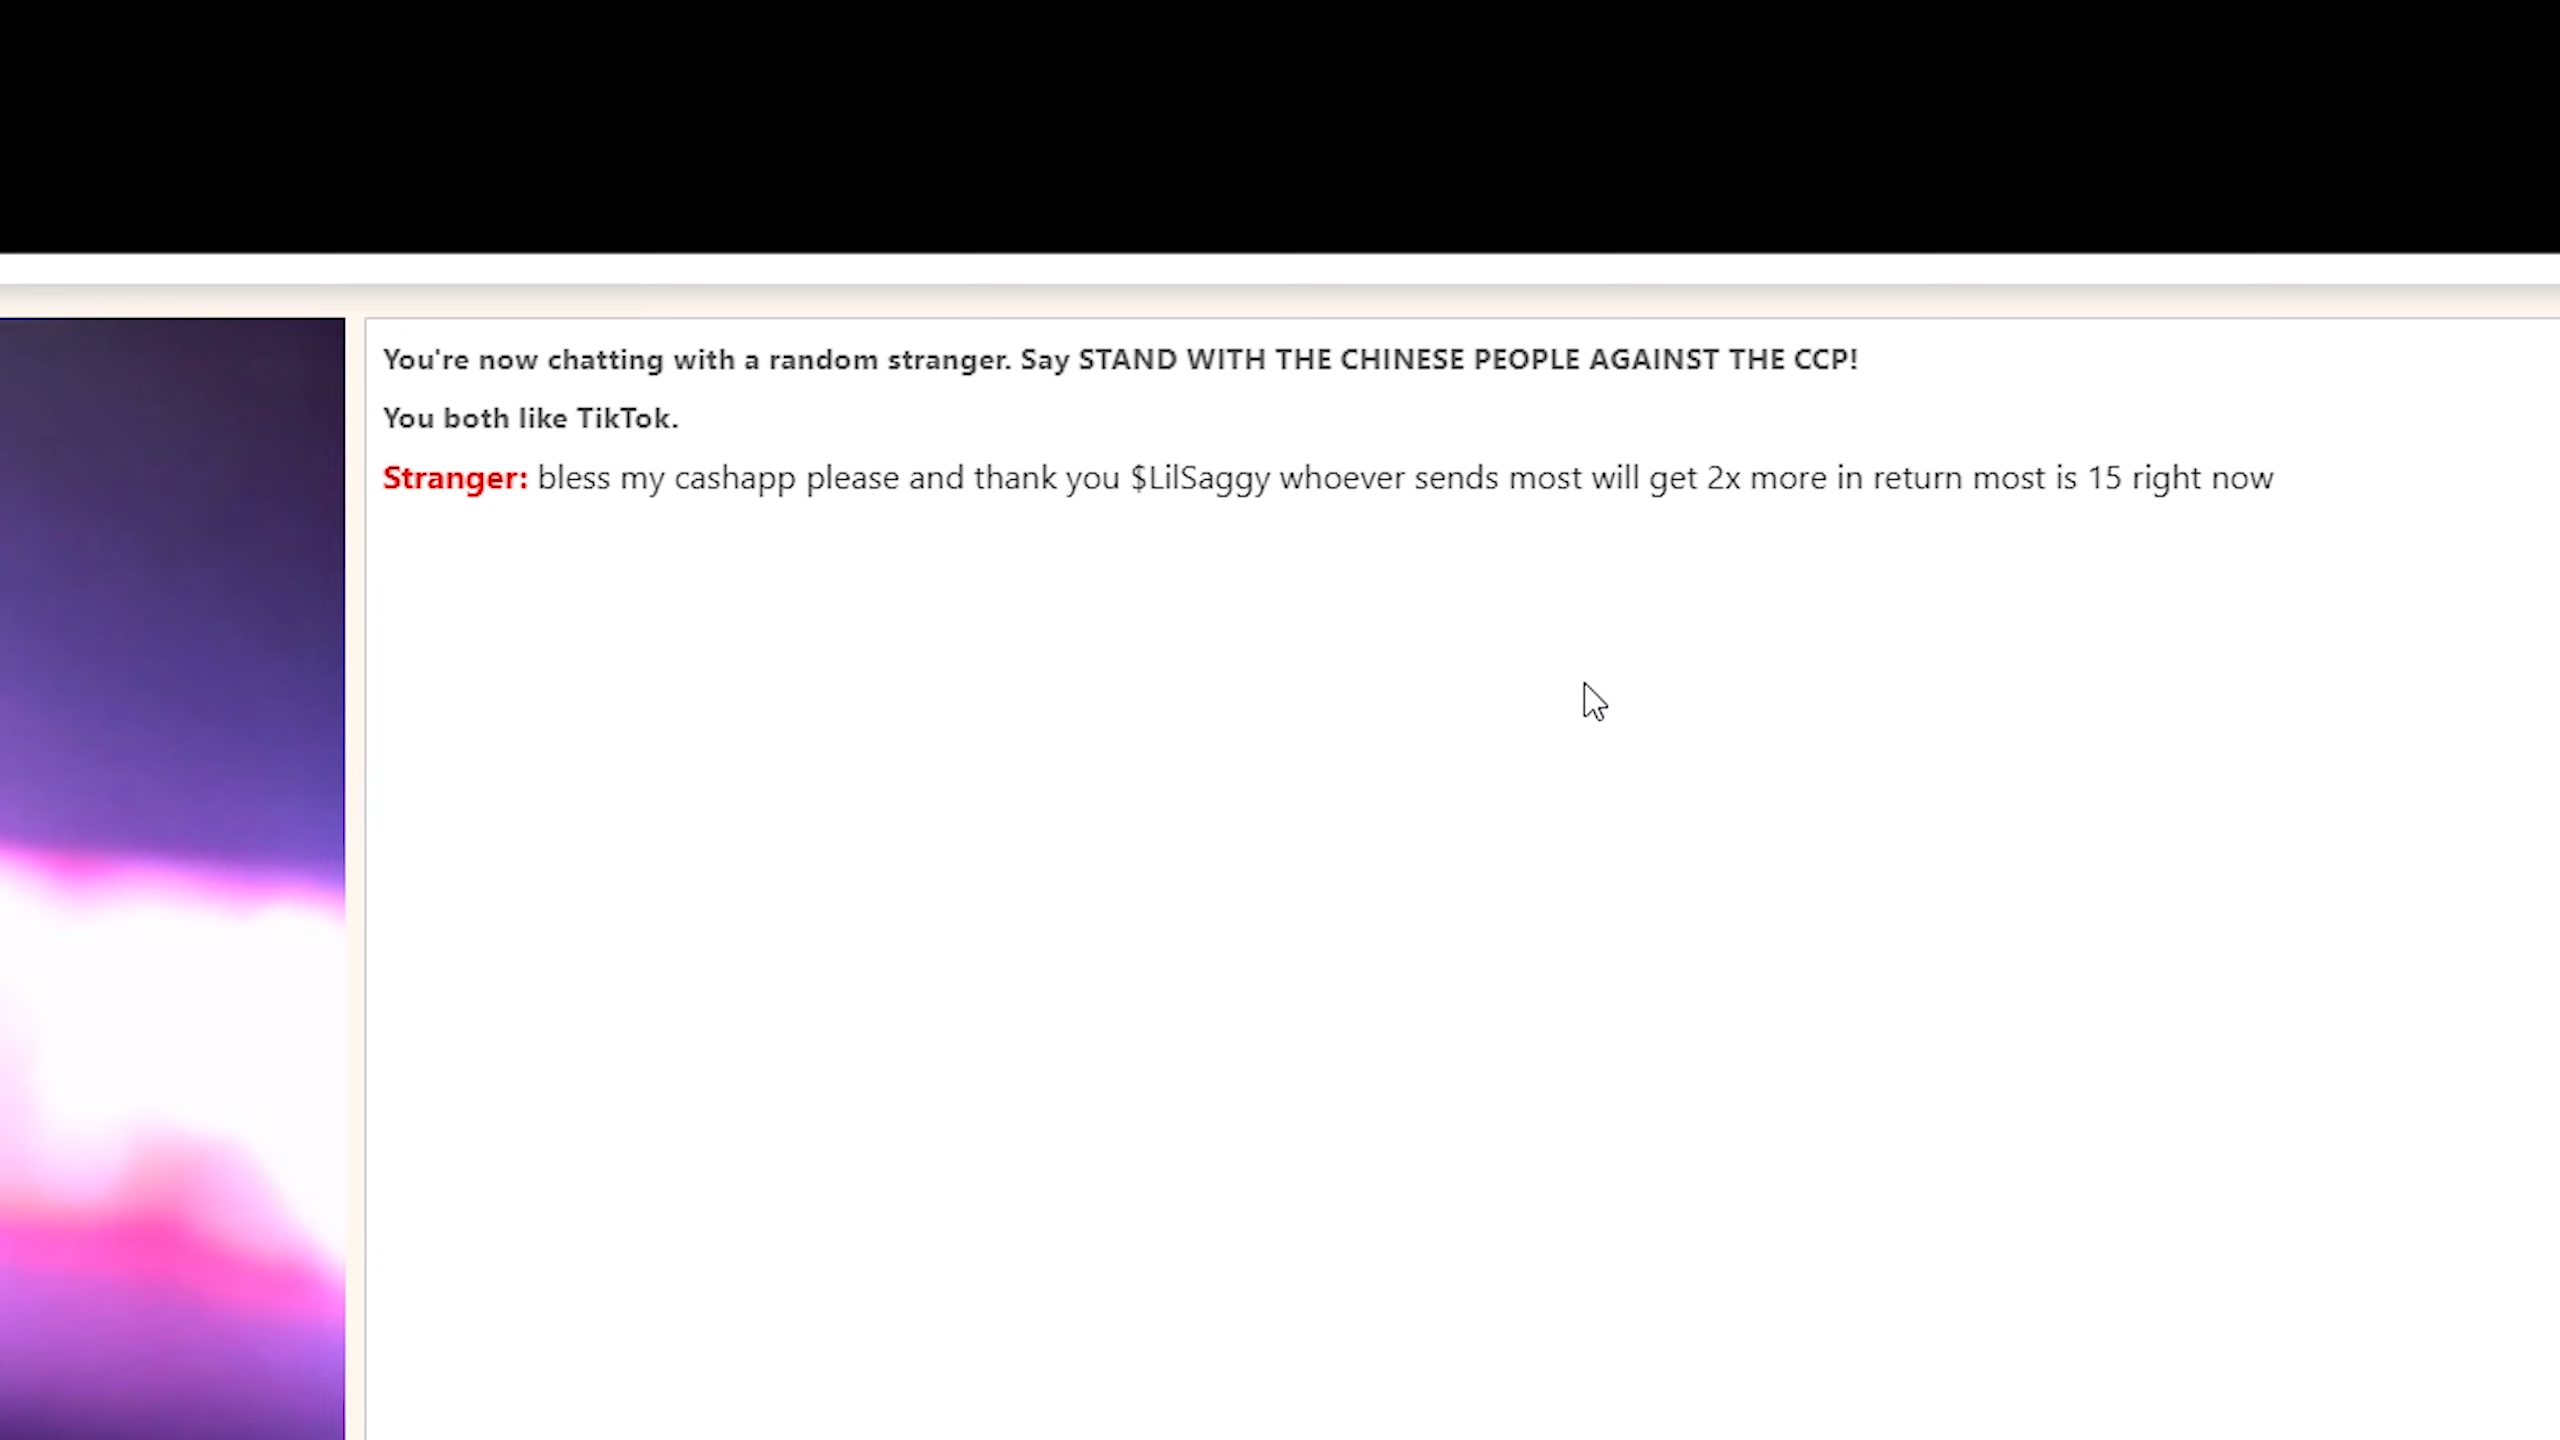 You're now chatting with a random stranger. Say STAND WITH THE CHINESE PEOPLE AGAINST THE CCP!
You both like TikTok.
Stranger: bless my cashapp please and thank you $LilSaggy whoever sends most will get 2x more in return most is 15 right now